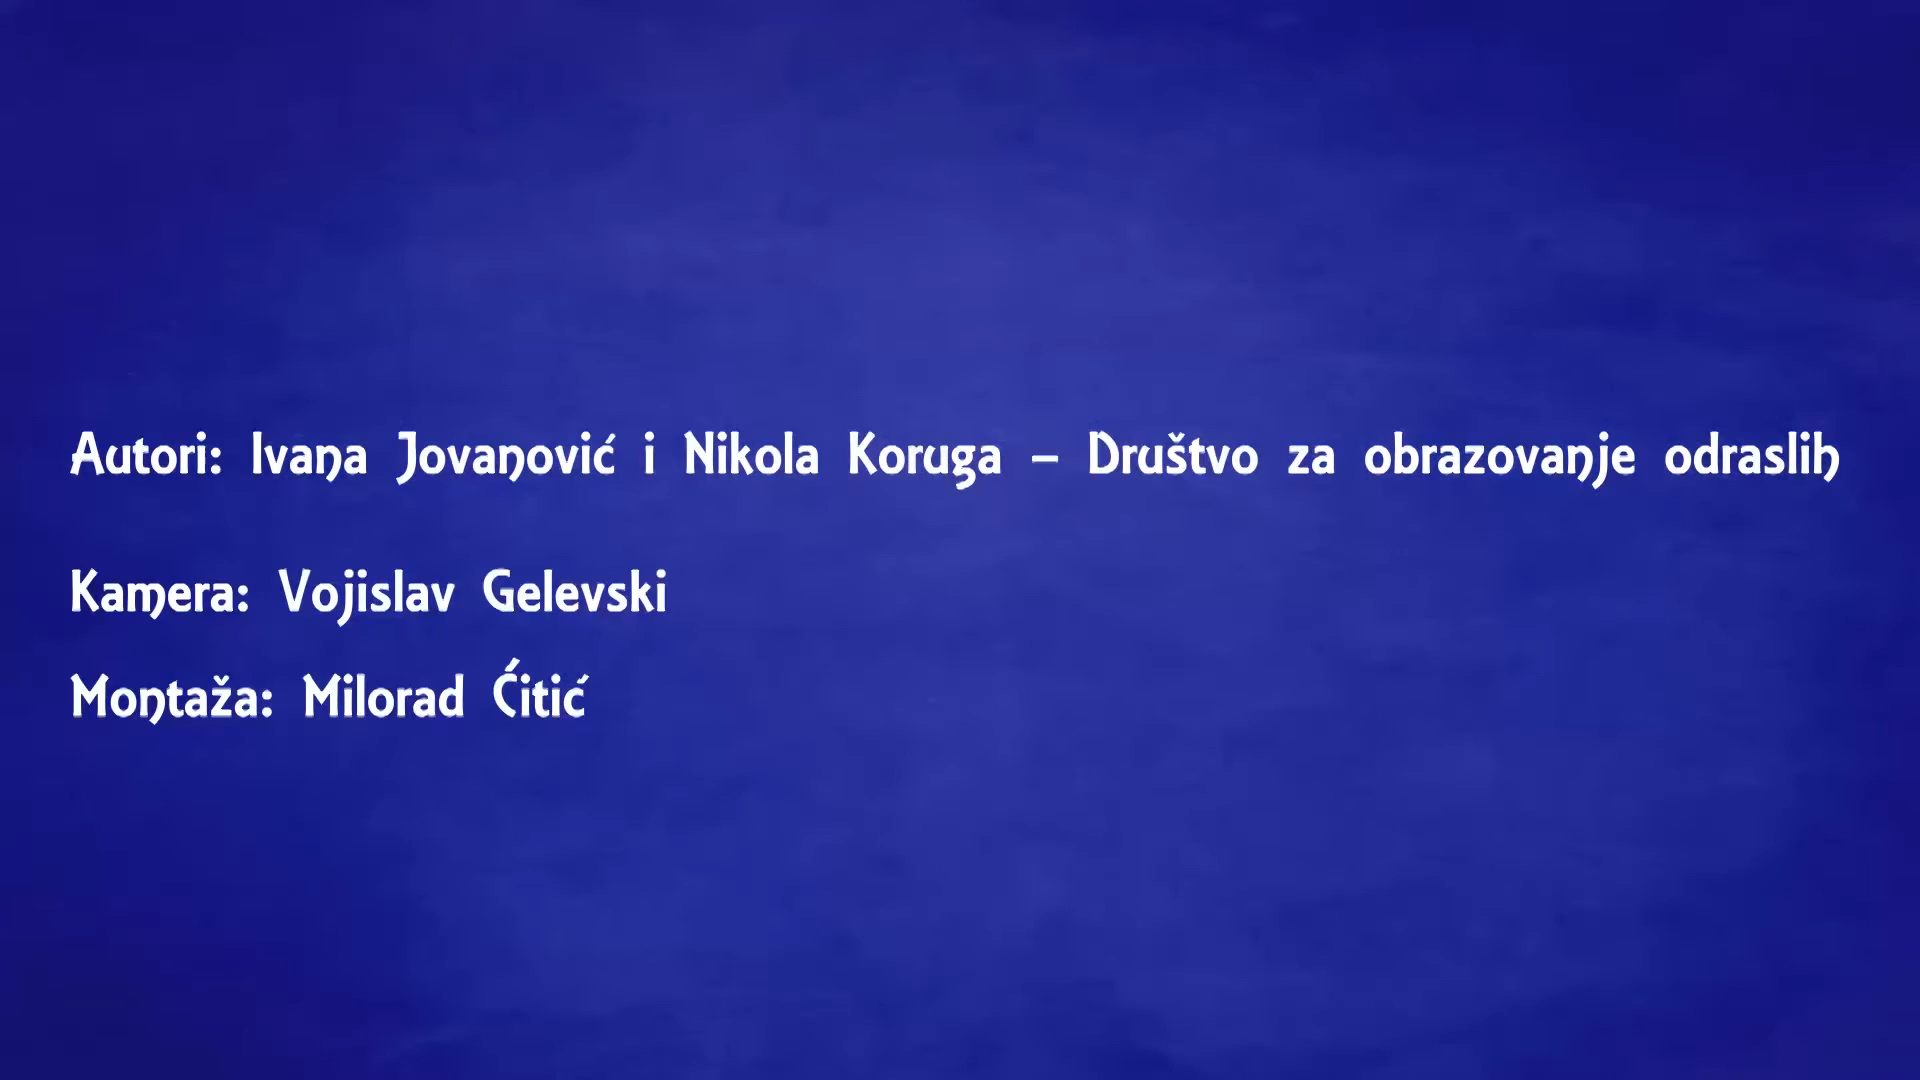 Autori: Ivana Jovanović i Nikola Koruga – Društvo za obrazovanje odraslih
Kamera: Vojislav Gelevski
Montaža: Milorad Ćitić